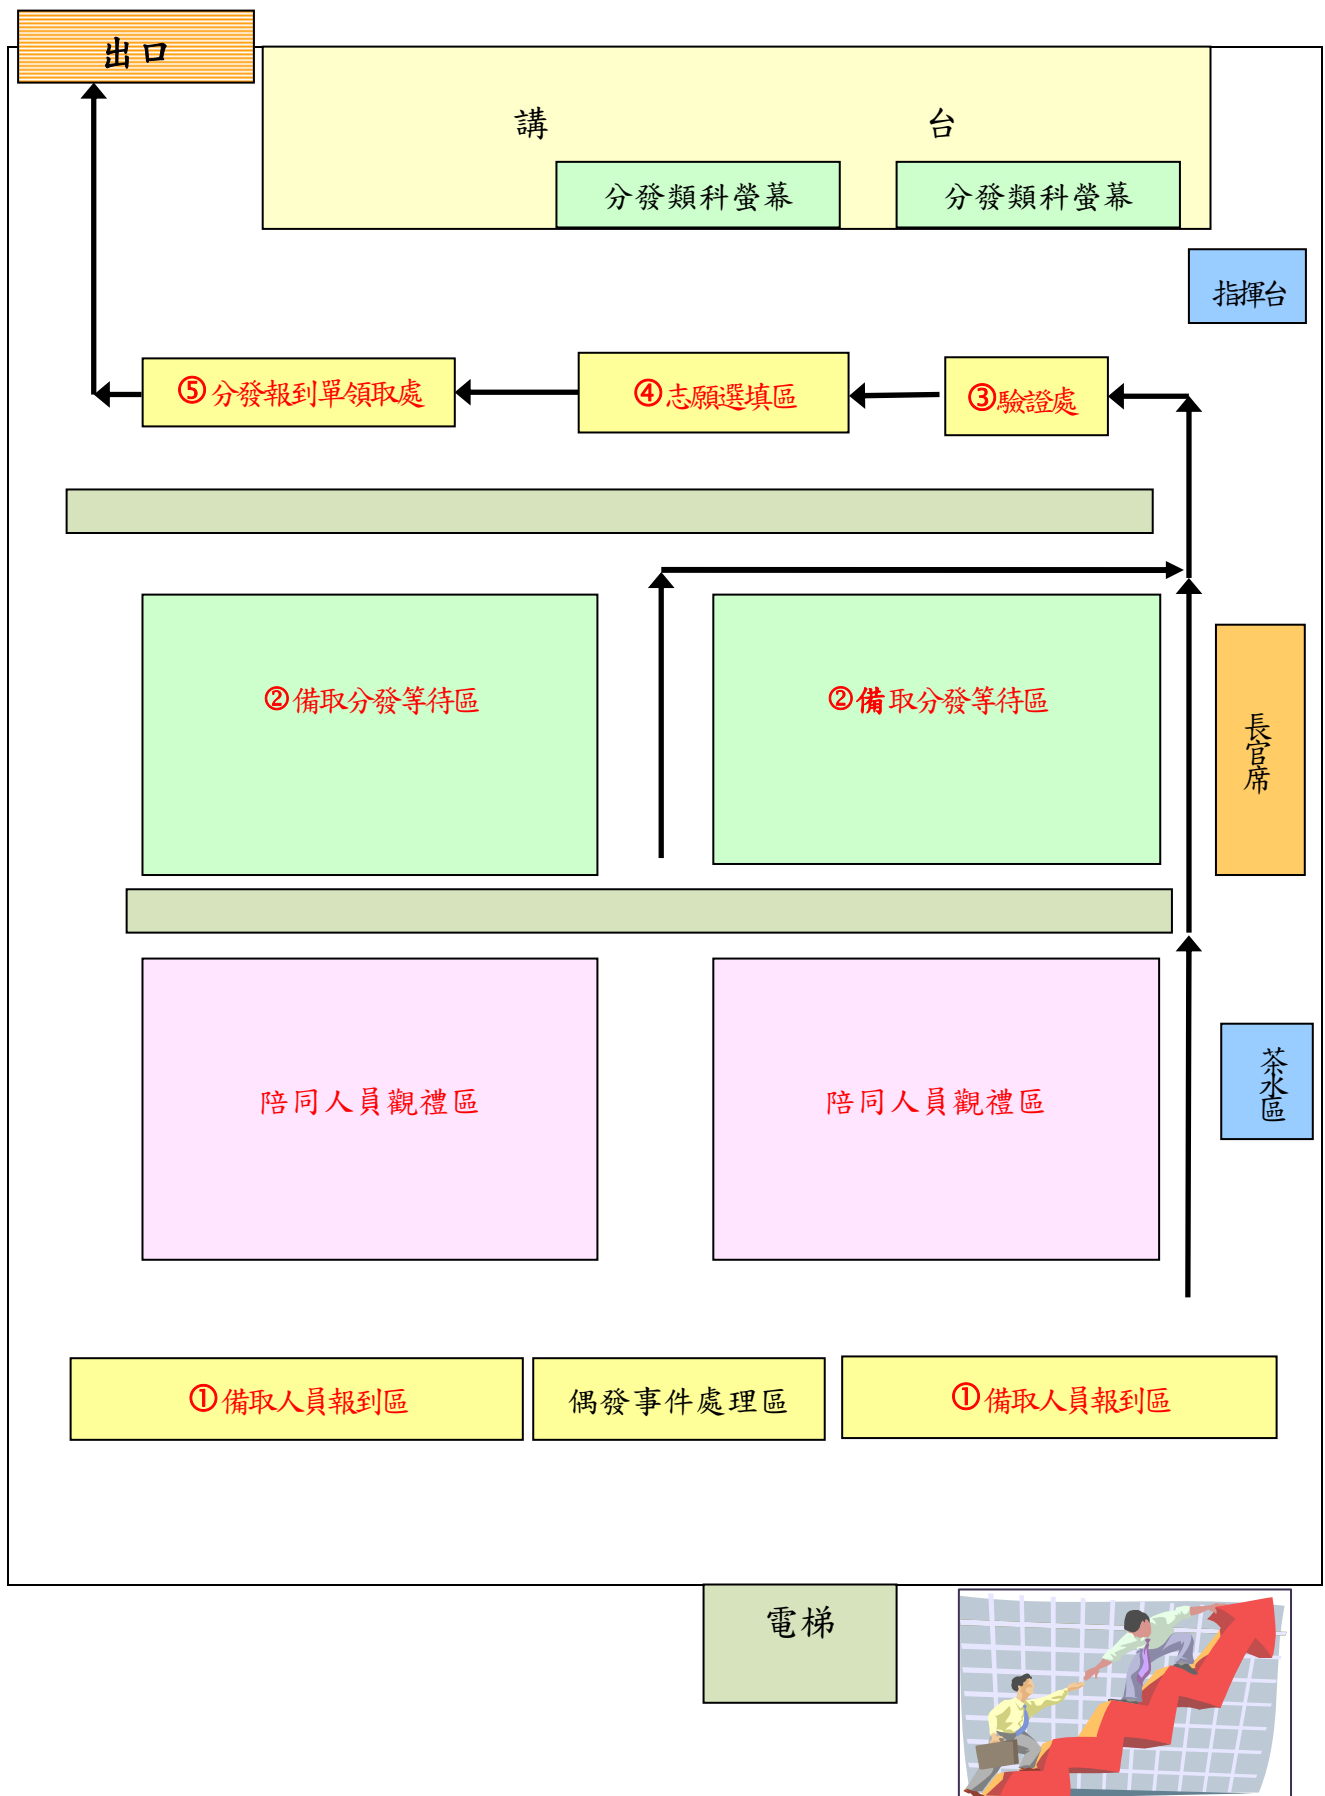 出口
講 台
分發類科螢幕 分發類科螢幕
指揮台
⑤分發報到單領取處 ④志願選填區 ③驗證處
②備取分發等待區 ②備取分發等待區
長官席
茶水區
陪同人員觀禮區 陪同人員觀禮區
①備取人員報到區 偶發事件處理區 ①備取人員報到區
電梯